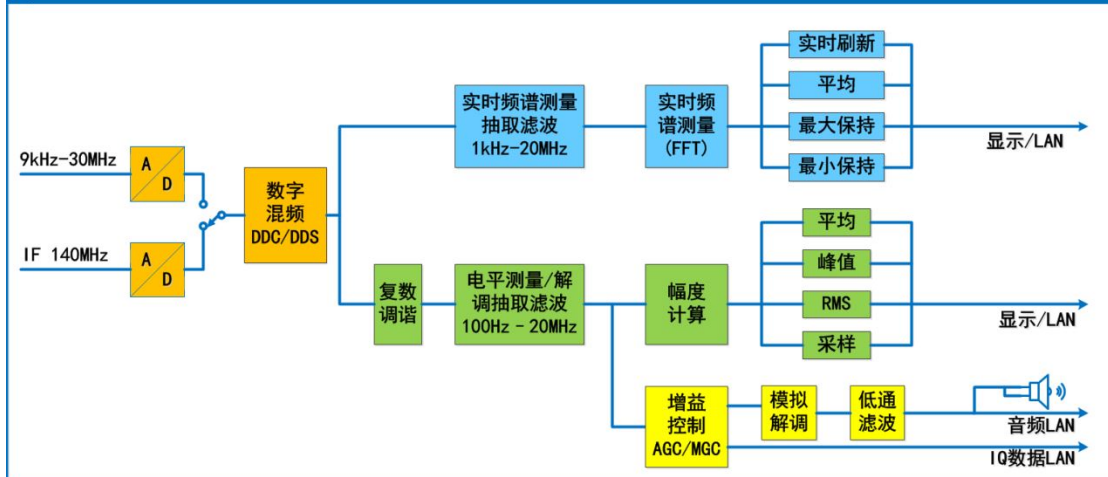 9kHz-30MHz
A
D
IF 140MHz
A
D
数字
混频
DDC/DDS
实时频谱测量
抽取滤波
1kHz-20MHz
实时频
谱测量
(FFT)
实时刷新
平均
最大保持
最小保持
显示/LAN
复数
调谐
电平测量/解
调抽取滤波
100Hz–20MHz
幅度
计算
平均
峰值
RMS
采样
显示/LAN
增益
控制
AGC/MGC
模拟
解调
低通
滤波
音频LAN
IQ数据LAN